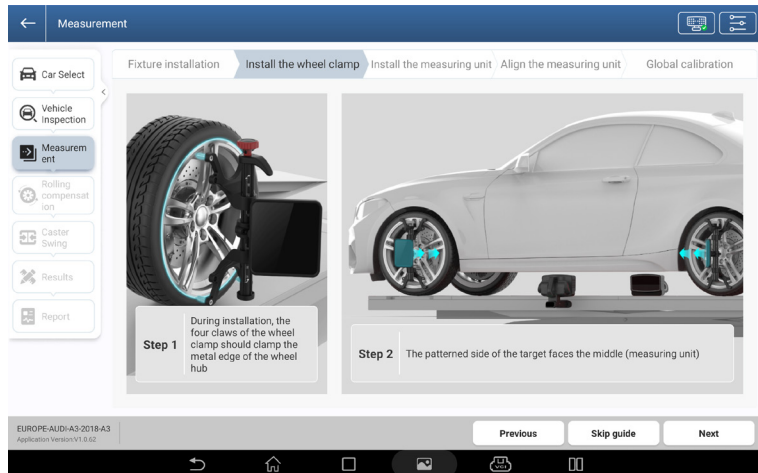 Measurement
Fixture installation
Install the wheel clamp
Install the measuring unit
Align the measuring unit
Global calibration
Car Select
Vehicle
Inspection
Measurem
ent
Rolling
compensat
ion
Caster
Swing
Results
Report
Step 1
During installation, the
four claws of the wheel
clamp should clamp the
metal edge of the wheel
hub
Step 2
The patterned side of the target faces the middle (measuring unit)
EUROPE-AUDI-A3-2018-A3
Application Version:V1.0.62
Previous
Skip guide
Next
VCI